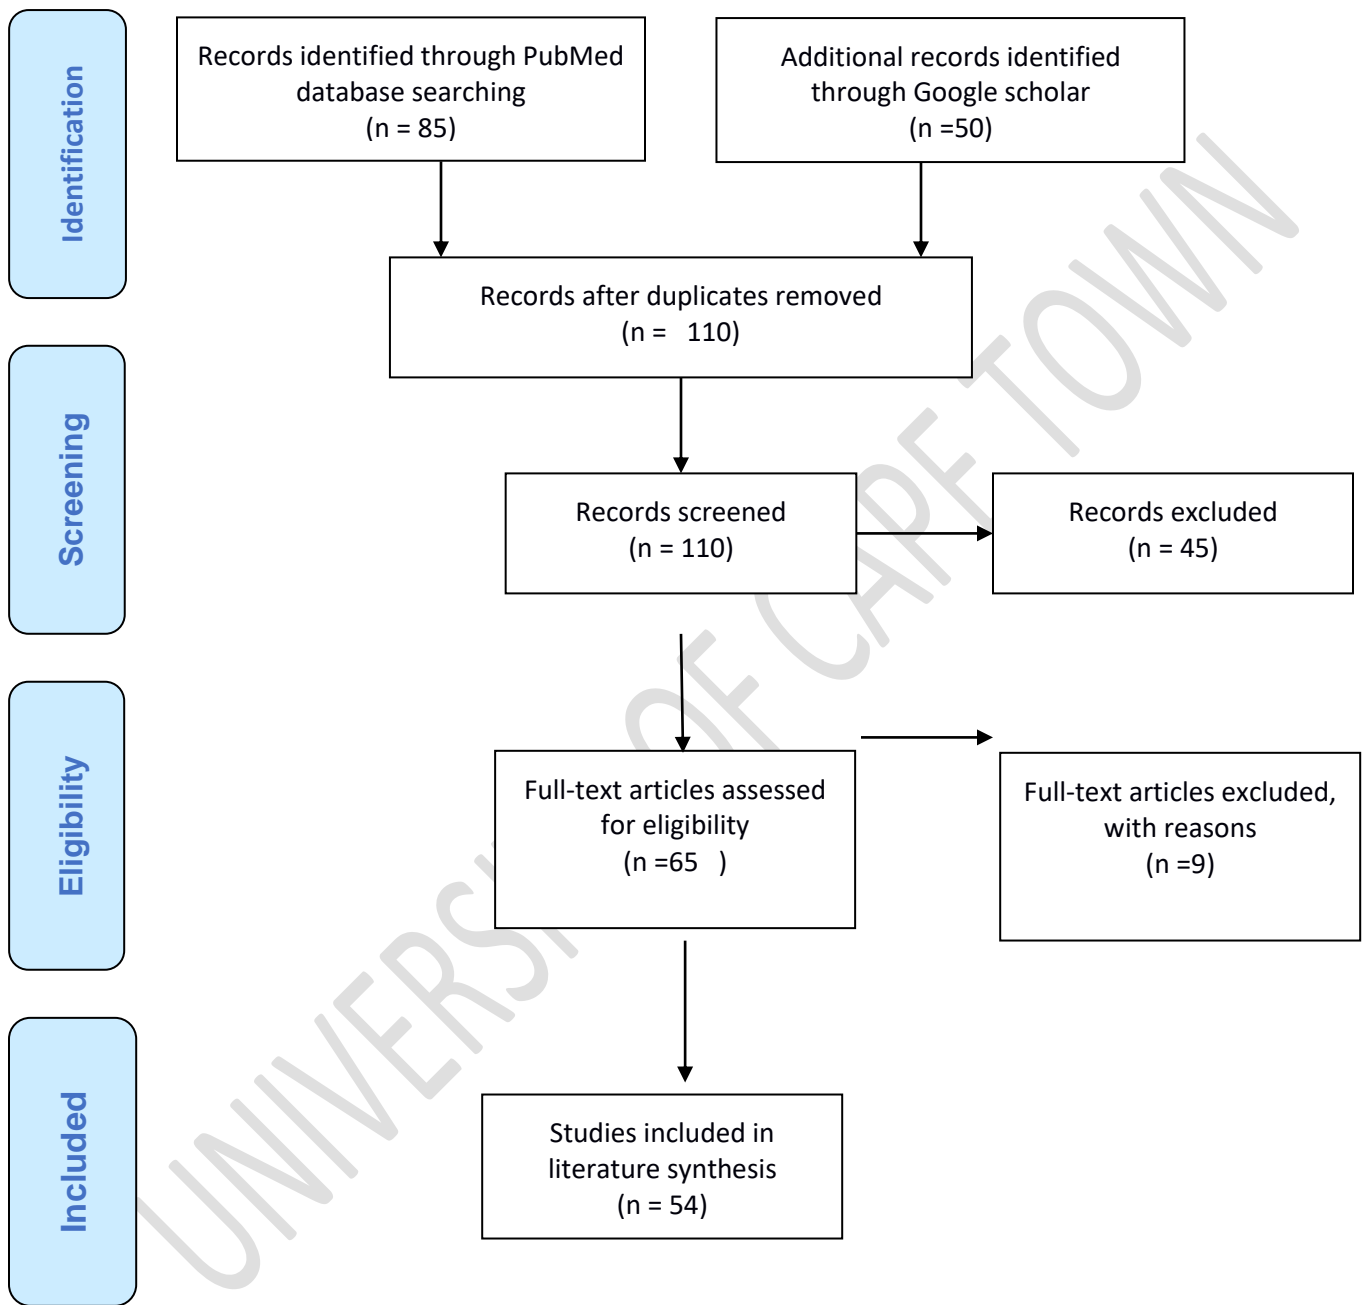 Identification
Records identified through PubMed
database searching
(n = 85)
Additional records identified
through Google scholar
(n =50)
Records after duplicates removed
(n =   110)
Screening
Records screened
(n = 110)
Records excluded
(n = 45)
Eligibility
Full-text articles assessed
for eligibility
(n =65   )
Full-text articles excluded,
with reasons
(n =9)
Included
Studies included in
literature synthesis
(n = 54)
UNIVERSITY OF CAPE TOWN